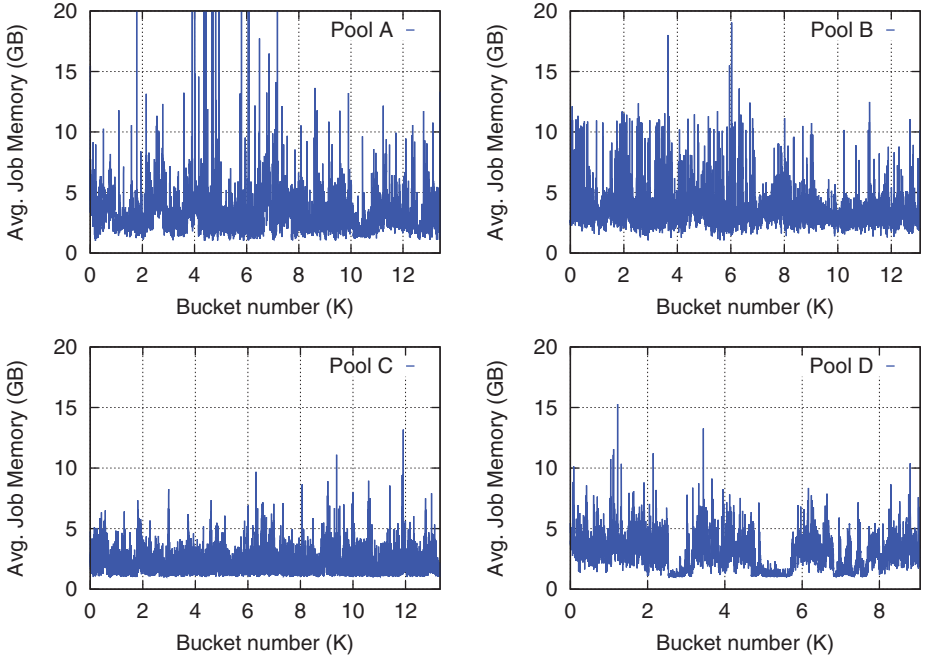 Avg. Job Memory (GB)
20
15
10
5
0
Pool A
0 2 4 6 8 10 12
Bucket number (K)
Avg. Job Memory (GB)
20
15
10
5
0
Pool B
0 2 4 6 8 10 12
Bucket number (K)
Avg. Job Memory (GB)
20
15
10
5
0
Pool C
0 2 4 6 8 10 12
Bucket number (K)
Avg. Job Memory (GB)
20
15
10
5
0
Pool D
0 2 4 6 8
Bucket number (K)